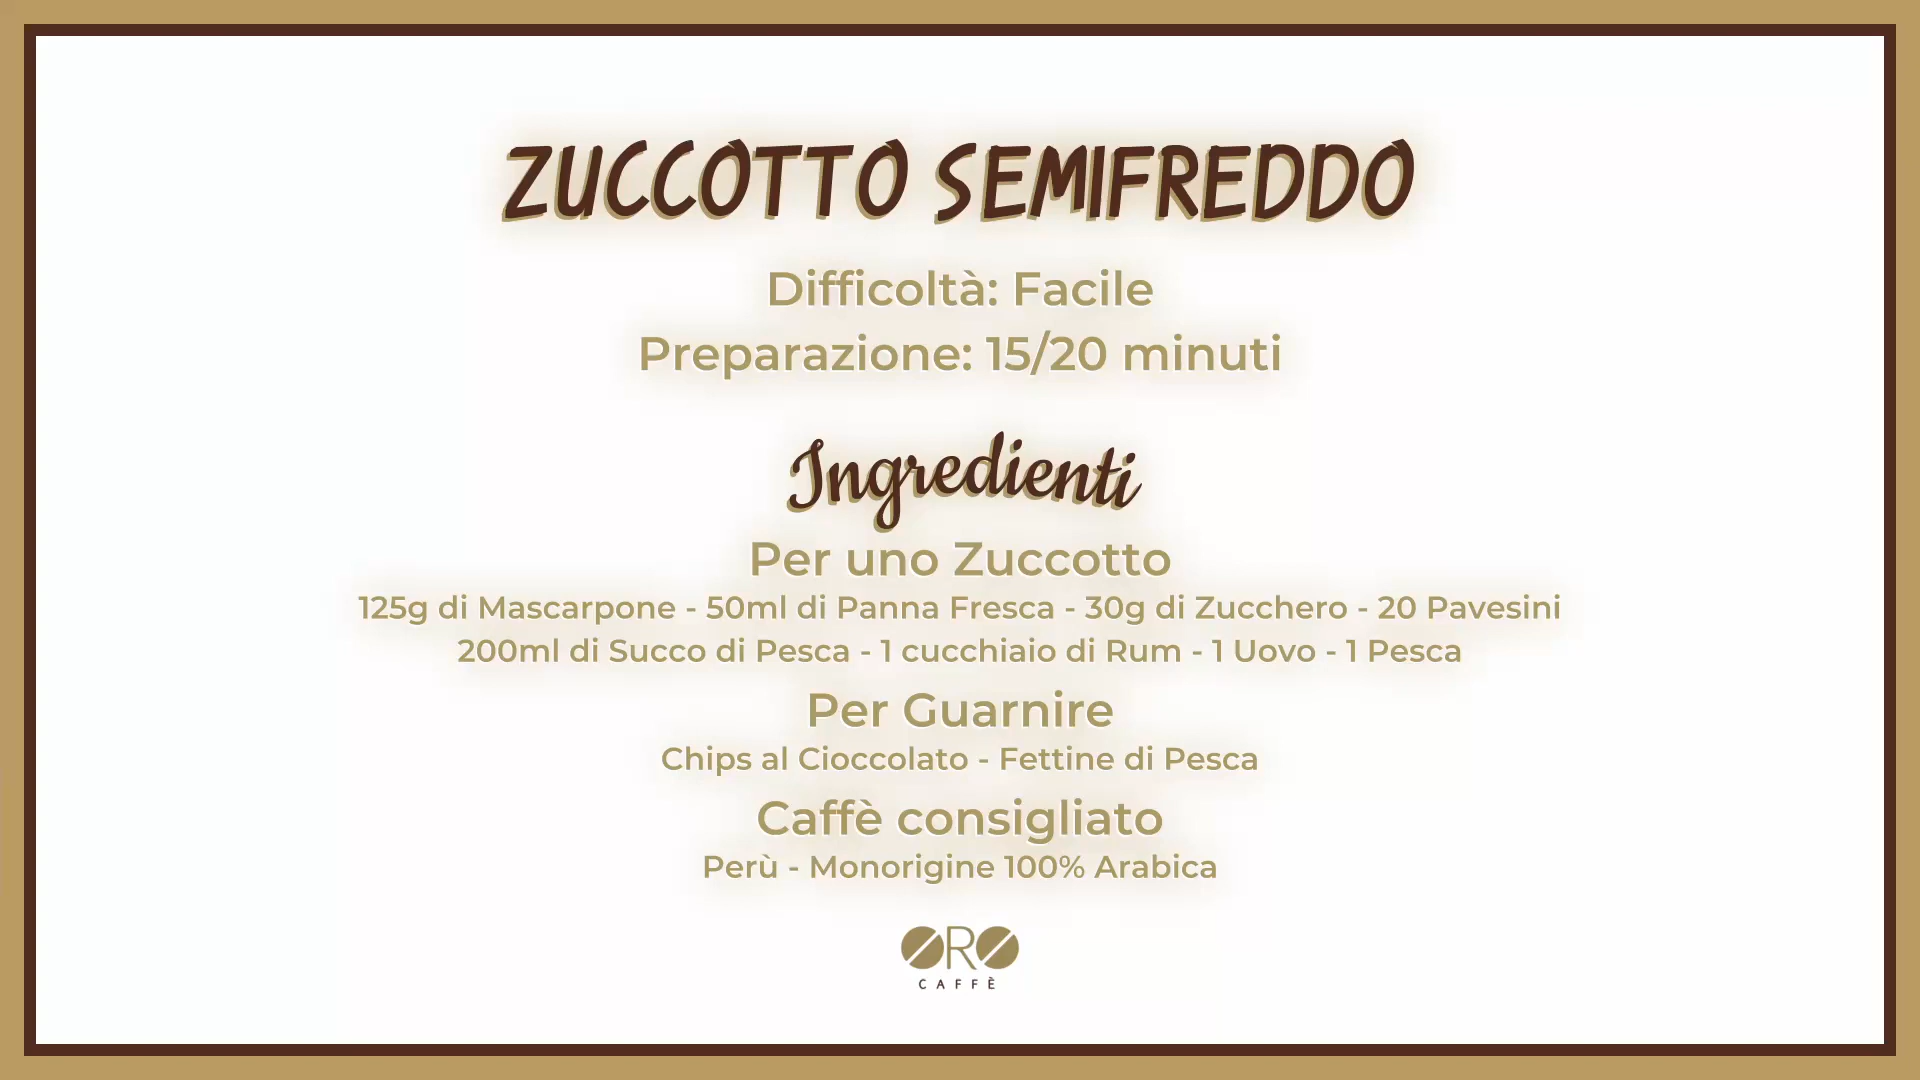 ZUCCOTTO SEMIFREDDO
Difficoltà: Facile
Preparazione: 15/20 minuti
Ingredienti
Per uno Zuccotto
125g di Mascarpone - 50ml di Panna Fresca - 30g di Zucchero - 20 Pavesini
200ml di Succo di Pesca - 1 cucchiaio di Rum - 1 Uovo - 1 Pesca
Per Guarnire
Chips al Cioccolato - Fettine di Pesca
Caffè consigliato
Perù - Monorigine 100% Arabica
ORO
CAFFÈ